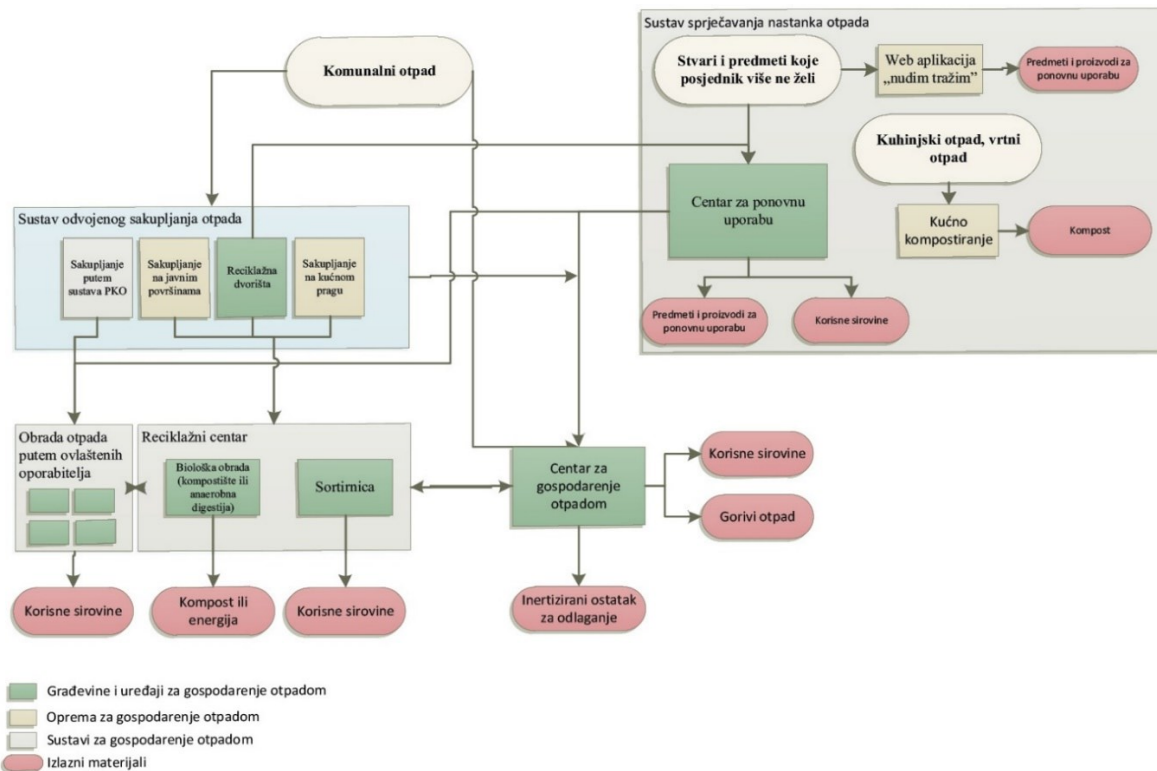 Sustav sprječavanja nastanka otpada
Komunalni otpad
Stvari i predmeti koje
posjednik više ne želi
Web aplikacija
„nudim tražim”
Predmeti i proizvodi za
ponovnu uporabu
Kuhinjski otpad, vrtni
otpad
Centar za ponovnu
uporabu
Kućno
kompostiranje
Kompost
Predmeti i proizvodi za
ponovnu uporabu
Korisne sirovine
Sustav odvojenog sakupljanja otpada
Sakupljanje
putem
sustava PKO
Sakupljanje
na javnim
površinama
Reciklažna
dvorišta
Sakupljanje
na kućnom
pragu
Obrada otpada
putem ovlaštenih
oporabitelja
Reciklažni centar
Biološka obrada
(kompostište ili
anaerobna
digestija)
Sortirnica
Centar za
gospodarenje
otpadom
Korisne sirovine
Gorivi otpad
Korisne sirovine
Kompost ili
energija
Korisne sirovine
Inertizirani ostatak
za odlaganje
Građevine i uređaji za gospodarenje otpadom
Oprema za gospodarenje otpadom
Sustavi za gospodarenje otpadom
Izlazni materijali